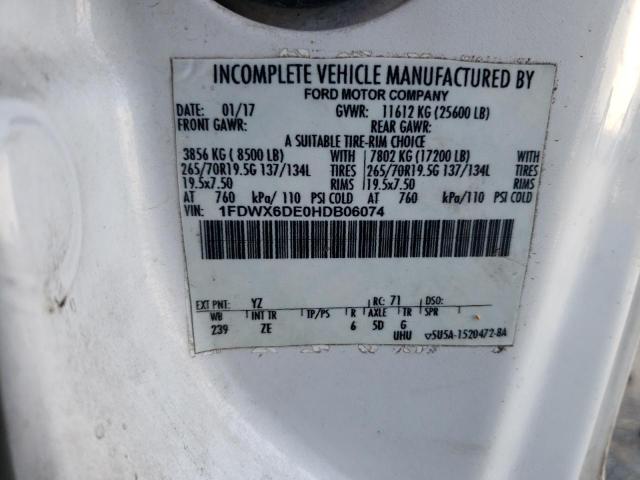 INCOMPLETE VEHICLE MANUFACTURED BY
FORD MOTOR COMPANY
DATE: 01/17 GVWR: 11612 KG (25600 LB)
FRONT GAWR: REAR GAWR:
A SUITABLE TIRE-RIM CHOICE
3856 KG ( 8500 LB) WITH 7802 KG (17200 LB) WITH
265/70R19.5G 137/134L TIRES 265/70R19.5G 137/134L TIRES
19.5x7.50 RIMS 19.5x7.50 RIMS
AT 760 kPa/ 110 PSI COLD AT 760 kPa/110 PSI COLD
VIN: 1FDWX6DE0HDB06074
EXT PNT: YZ RC: 71 DSO:
WB INT TR TP/PS R AXLE TR SPR
239 ZE 6 5D G
UHU 5U5A-1520472-BA